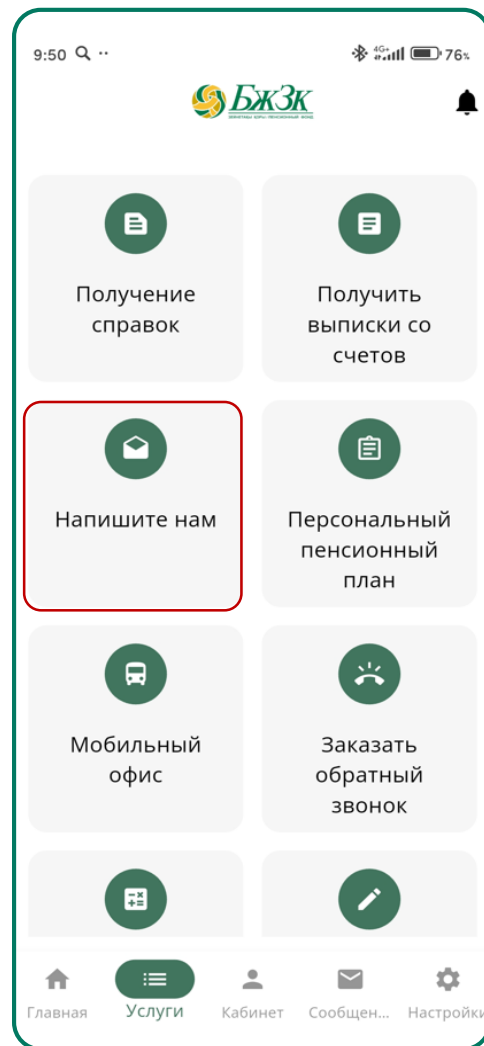 9:50
4G+
76%
БжЗк
Получение
справок
Получить
выписки со
счетов
Напишите нам
Персональный
пенсионный
план
Мобильный
офис
Заказать
обратный
звонок
Главная
Услуги
Кабинет
Сообщен...
Настройки